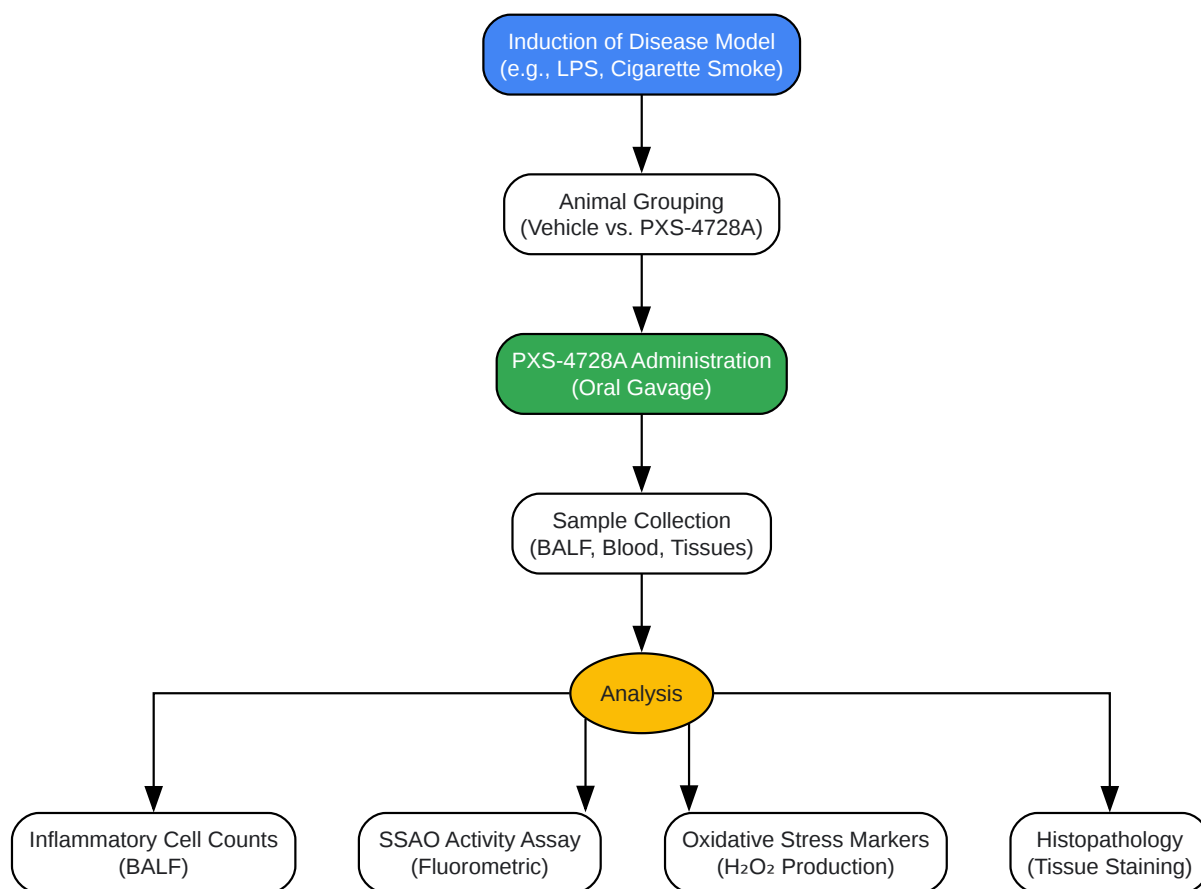 Induction of Disease Model
(e.g., LPS, Cigarette Smoke)
Animal Grouping
(Vehicle vs. PXS-4728A)
PXS-4728A Administration
(Oral Gavage)
Sample Collection
(BALF, Blood, Tissues)
Analysis
Inflammatory Cell Counts
(BALF)
SSAO Activity Assay
(Fluorometric)
Oxidative Stress Markers
(H₂O₂ Production)
Histopathology
(Tissue Staining)